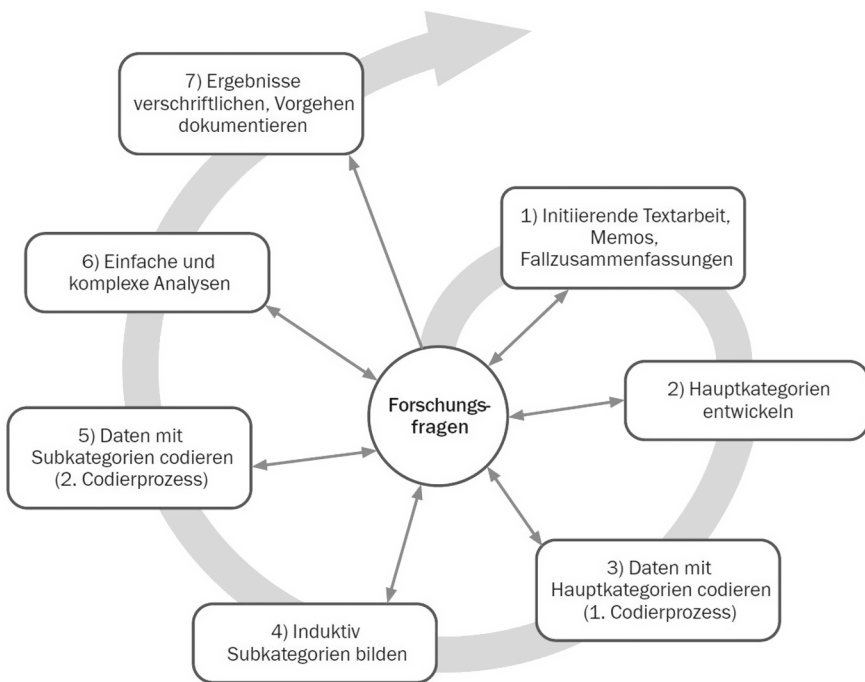 7) Ergebnisse
verschriftlichen, Vorgehen
dokumentieren
1) Initiierende Textarbeit,
Memos,
Fallzusammenfassungen
6) Einfache und
komplexe Analysen
2) Hauptkategorien
entwickeln
Forschungs-
fragen
5) Daten mit
Subkategorien codieren
(2. Codierprozess)
3) Daten mit
Hauptkategorien codieren
(1. Codierprozess)
4) Induktiv
Subkategorien bilden